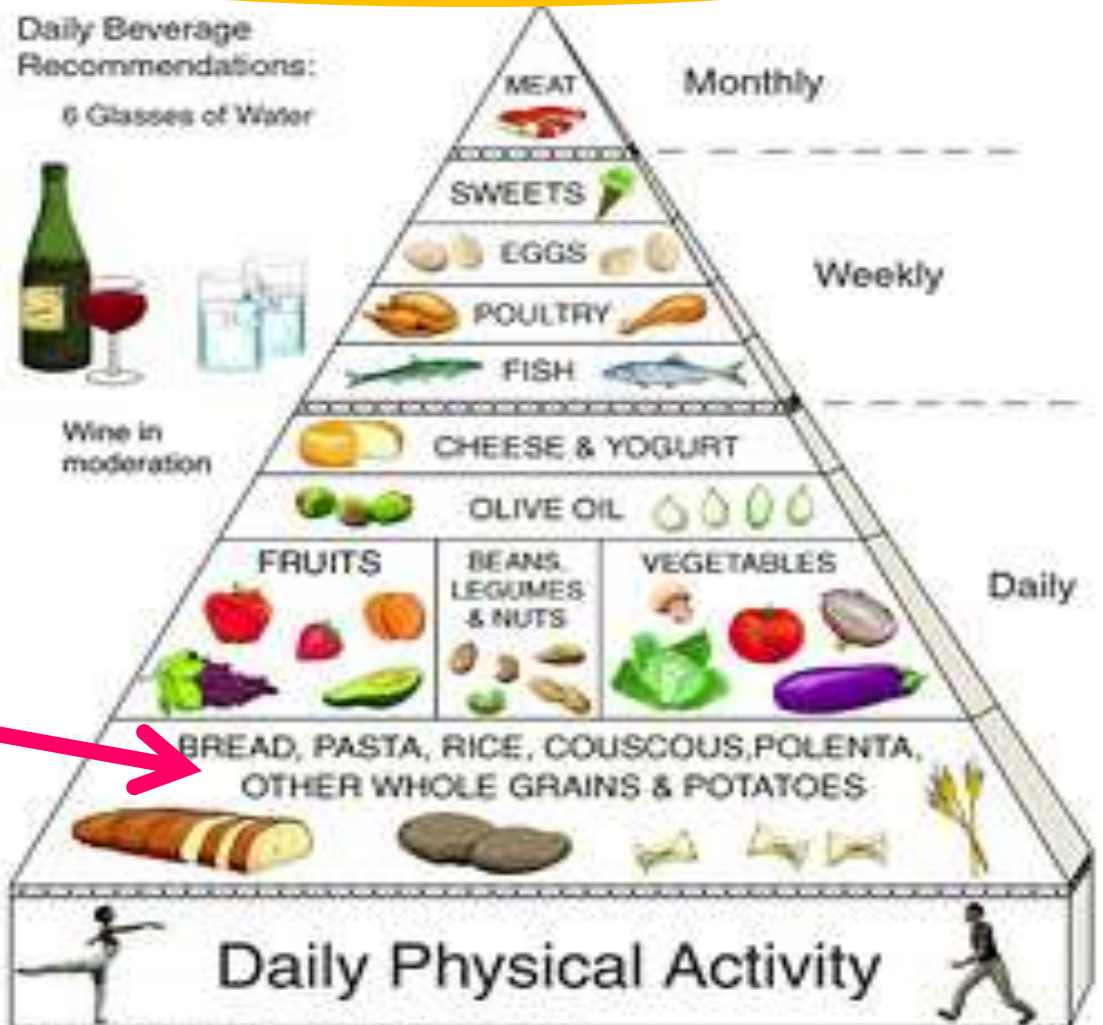 Daily Beverage
Recommendations:
6 Glasses of Water
Wine in
moderation
MEAT
Monthly
SWEETS
EGGS
POULTRY
FISH
Weekly
CHEESE & YOGURT
OLIVE OIL
FRUITS
BEANS,
LEGUMES
& NUTS
VEGETABLES
Daily
BREAD, PASTA, RICE, COUSCOUS,POLENTA,
OTHER WHOLE GRAINS & POTATOES
Daily Physical Activity